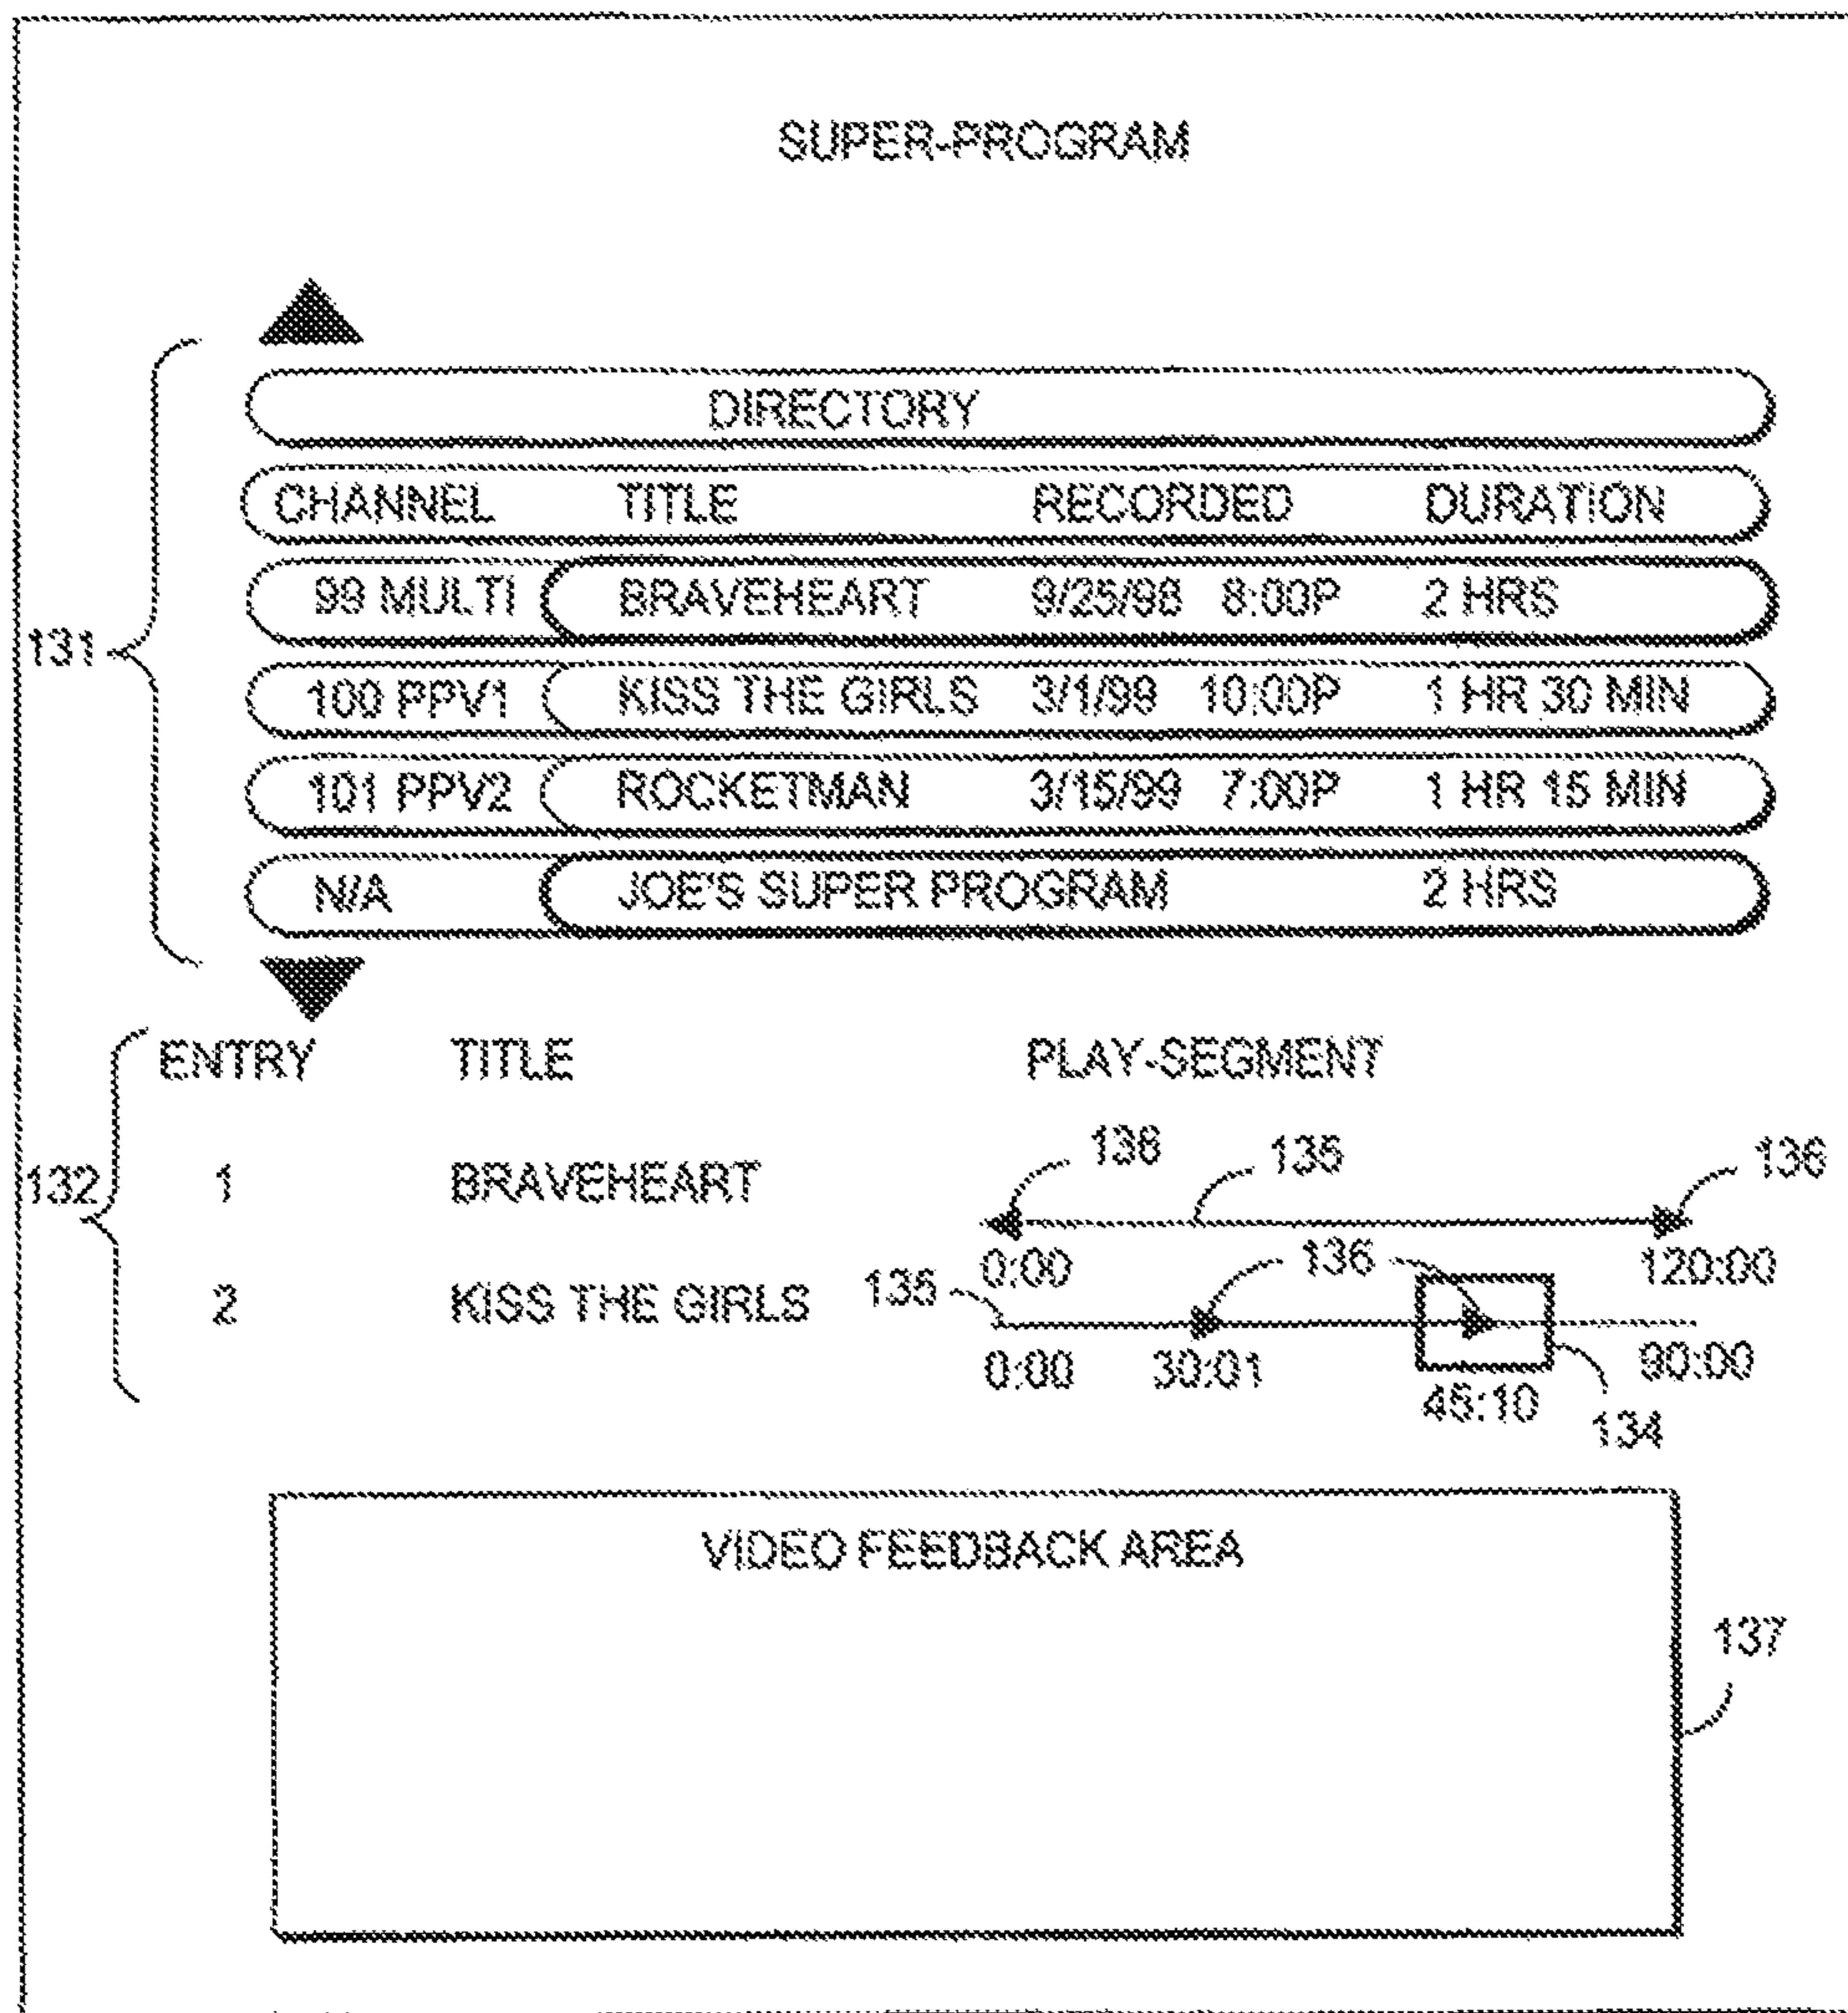 SUPER-PROGRAM
DIRECTORY
CHANNEL TITLE RECORDED DURATION
99 MULTI BRAVEHEART 9/25/98 8:00P 2 HRS
131
100 PPV1 KISS THE GIRLS 3/1/99 10:00P 1 HR 30 MIN
101 PPV2 ROCKETMAN 3/15/99 7:00P 1 HR 15 MIN
N/A JOE'S SUPER PROGRAM 2 HRS
ENTRY TITLE PLAY-SEGMENT
136 135 136
132 1 BRAVEHEART
0:00 136 120:00
2 KISS THE GIRLS 135
0:00 30:01 45:10 90:00
134
VIDEO FEEDBACK AREA
137